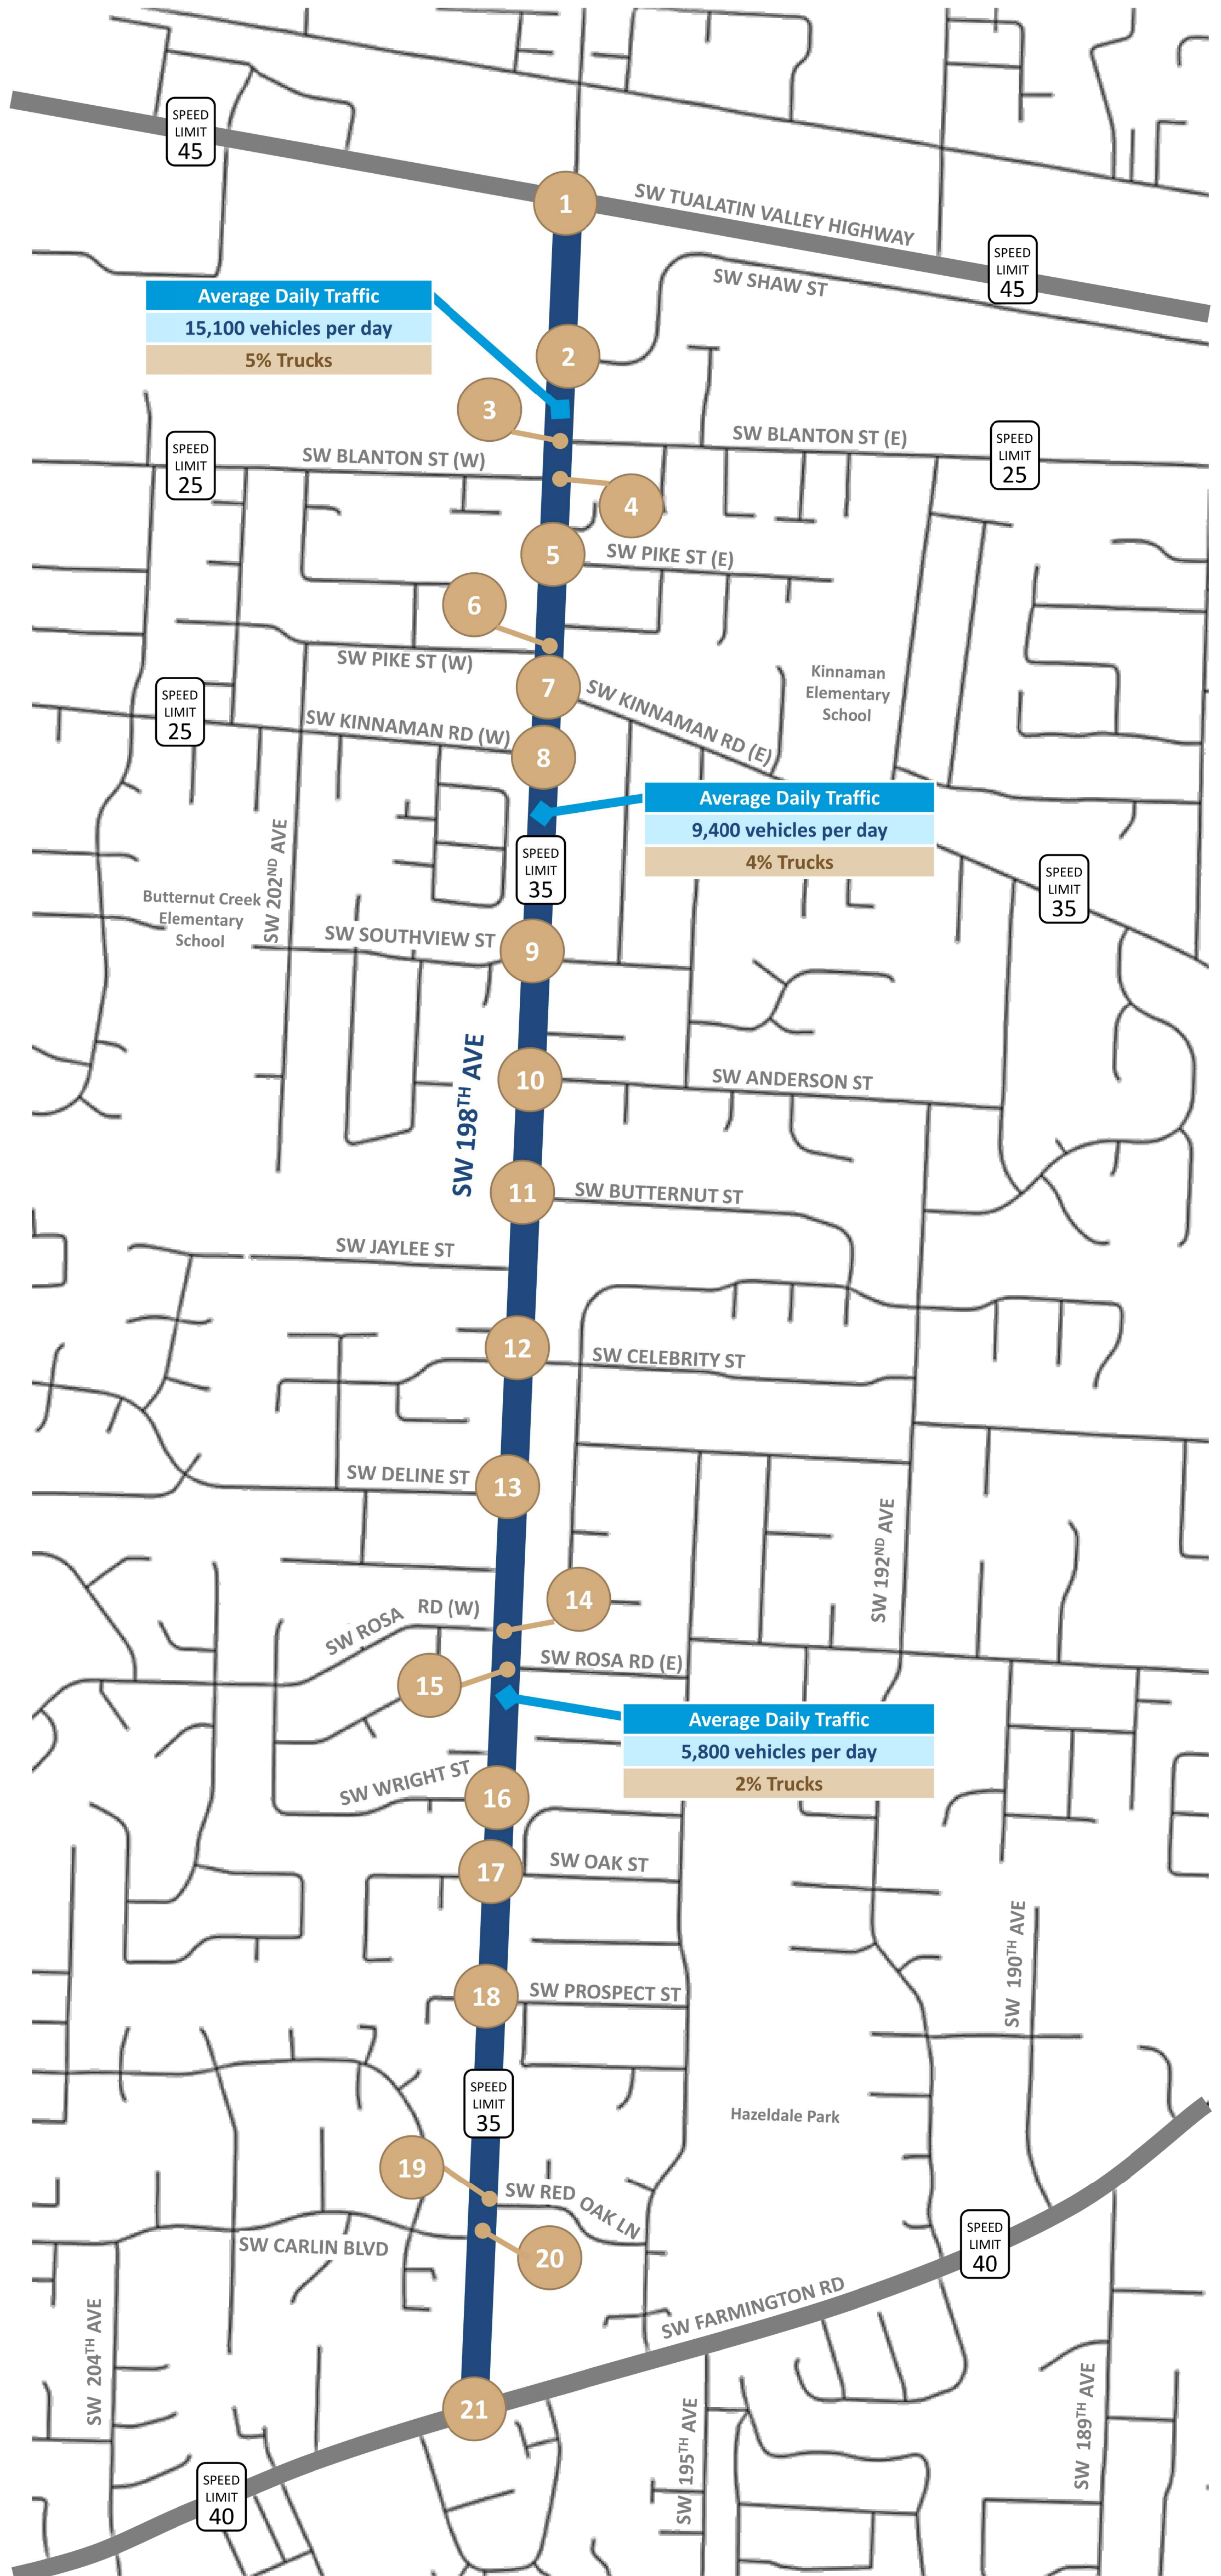 SPEED
LIMIT
45
1
SW TUALATIN VALLEY HIGHWAY
SPEED
LIMIT
45
SW SHAW ST
Average Daily Traffic
15,100 vehicles per day
5% Trucks
2
3
SW BLANTON ST (E)
SPEED
LIMIT
25
SW BLANTON ST (W)
SPEED
LIMIT
25
4
5
SW PIKE ST (E)
6
SW PIKE ST (W)
7
SW KINNAMAN RD (E)
Kinnaman
Elementary
School
SPEED
LIMIT
25
SW KINNAMAN RD (W)
8
Average Daily Traffic
9,400 vehicles per day
4% Trucks
SPEED
LIMIT
35
SPEED
LIMIT
35
SW 202ND AVE
Butternut Creek
Elementary
School
SW SOUTHVIEW ST
9
SW 198TH AVE
10
SW ANDERSON ST
11
SW BUTTERNUT ST
SW JAYLEE ST
12
SW CELEBRITY ST
SW DELINE ST
13
SW 192ND AVE
14
SW ROSA RD (W)
SW ROSA RD (E)
15
Average Daily Traffic
5,800 vehicles per day
2% Trucks
SW WRIGHT ST
16
17
SW OAK ST
SW 190TH AVE
18
SW PROSPECT ST
SPEED
LIMIT
35
Hazeldale Park
19
SW RED OAK LN
SW CARLIN BLVD
20
SPEED
LIMIT
40
SW FARMINGTON RD
SW 204TH AVE
21
SW 195TH AVE
SW 189TH AVE
SPEED
LIMIT
40